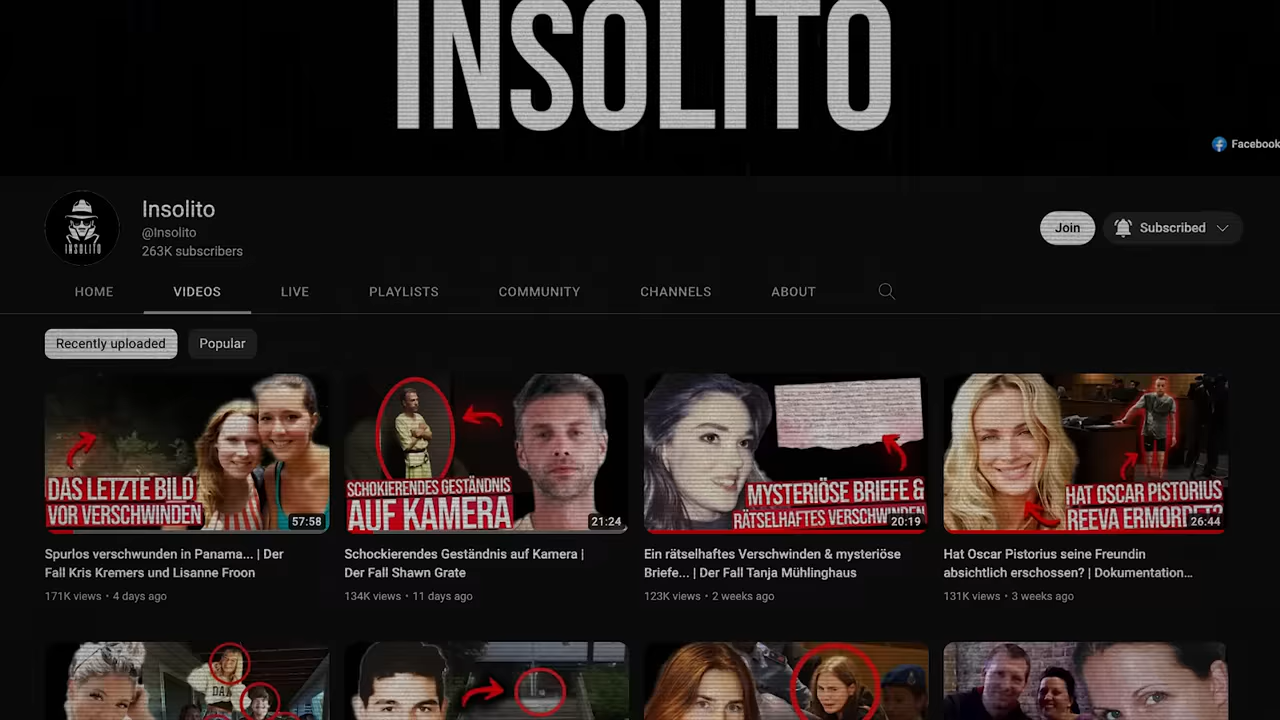 INSOLITO
Facebook
INSOLITO
Insolito
@Insolito
263K subscribers
Join
Subscribed
HOME
VIDEOS
LIVE
PLAYLISTS
COMMUNITY
CHANNELS
ABOUT
Recently uploaded
Popular
DAS LETZTE BILD
VOR VERSCHWINDEN
57:58
SCHOKIERENDES GESTÄNDNIS
AUF KAMERA
21:24
MYSTERIÖSE BRIEFE &
RÄTSELHAFTES VERSCHWINDEN
20:19
HAT OSCAR PISTORIUS
REEVA ERMORDET?
26:44
Spurlos verschwunden in Panama... | Der
Fall Kris Kremers und Lisanne Froon
171K views • 4 days ago
Schockierendes Geständnis auf Kamera |
Der Fall Shawn Grate
134K views • 11 days ago
Ein rätselhaftes Verschwinden & mysteriöse
Briefe... | Der Fall Tanja Mühlinghaus
123K views • 2 weeks ago
Hat Oscar Pistorius seine Freundin
absichtlich erschossen? | Dokumentation...
131K views • 3 weeks ago